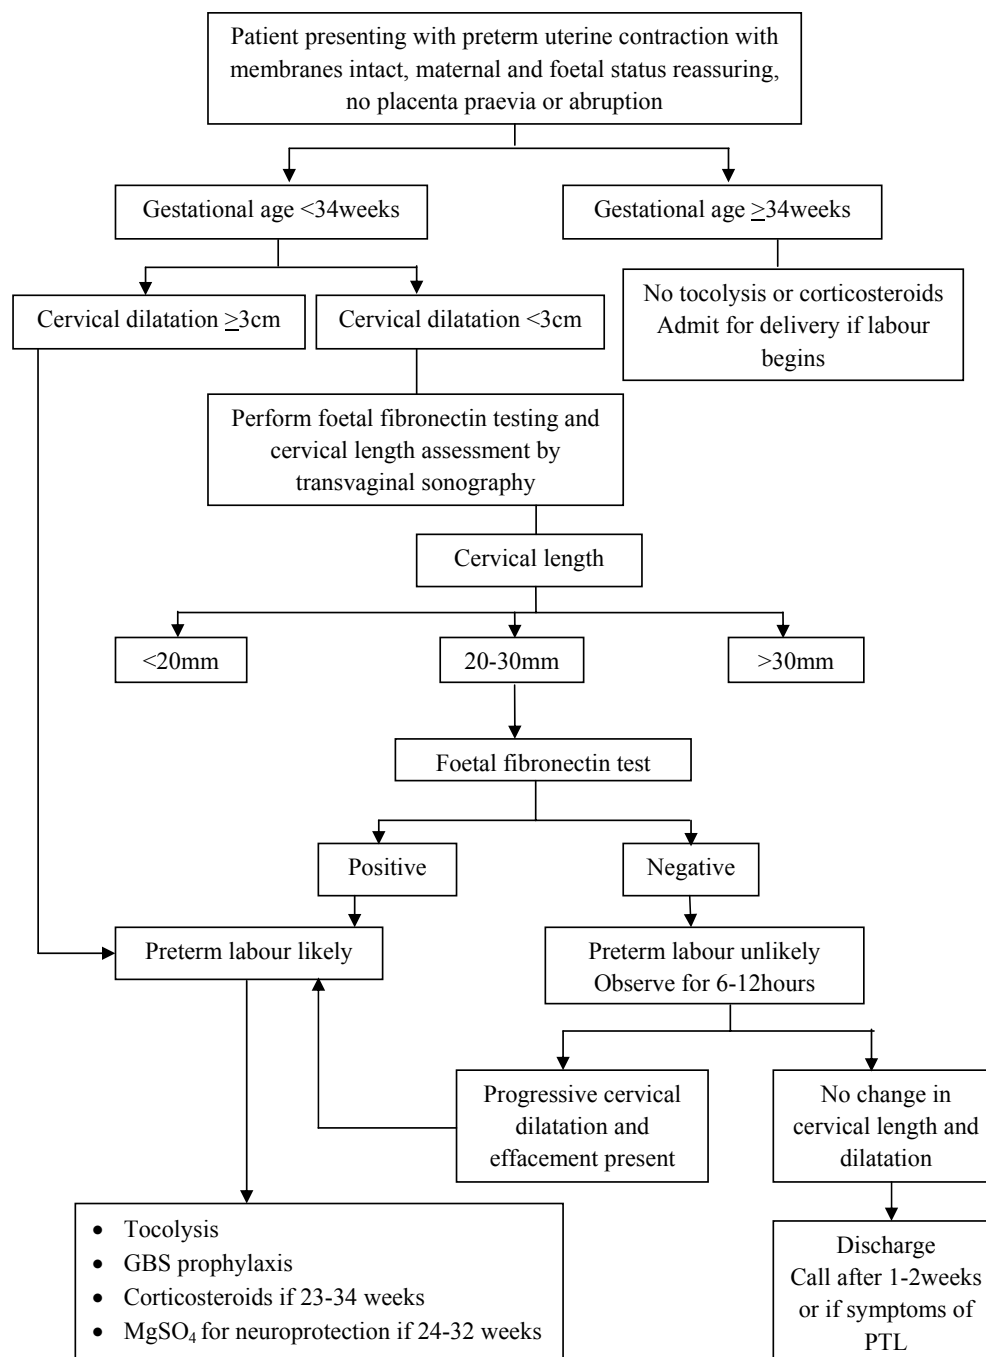 Patient presenting with preterm uterine contraction with
membranes intact, maternal and foetal status reassuring,
no placenta praevia or abruption
Gestational age <34weeks
Gestational age ≥34weeks
Cervical dilatation ≥3cm
Cervical dilatation <3cm
No tocolysis or corticosteroids
Admit for delivery if labour
begins
Perform foetal fibronectin testing and
cervical length assessment by
transvaginal sonography
Cervical length
<20mm
20-30mm
>30mm
Foetal fibronectin test
Positive
Negative
Preterm labour likely
Preterm labour unlikely
Observe for 6-12hours
Progressive cervical
dilatation and
effacement present
No change in
cervical length and
dilatation
• Tocolysis
• GBS prophylaxis
• Corticosteroids if 23-34 weeks
• MgSO₄ for neuroprotection if 24-32 weeks
Discharge
Call after 1-2weeks
or if symptoms of
PTL